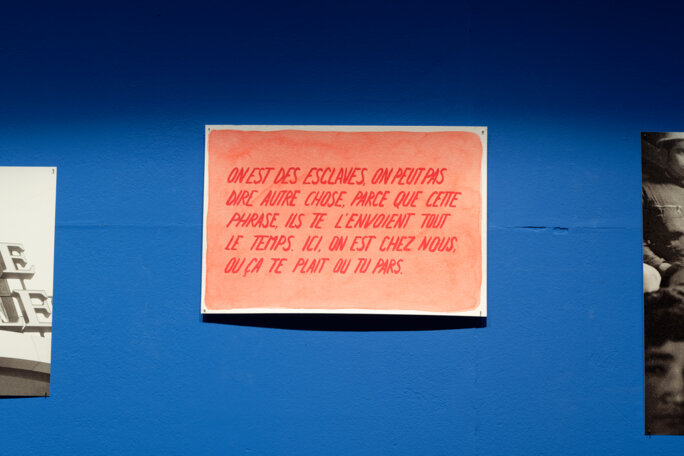 ON EST DES ESCLAVES, ON PEUT PAS
DIRE AUTRE CHOSE, PARCE QUE CETTE
PHRASE, ILS TE L'ENVOIENT TOUT
LE TEMPS. ICI, ON EST CHEZ NOUS,
OU ÇA TE PLAIT OU TU PARS.